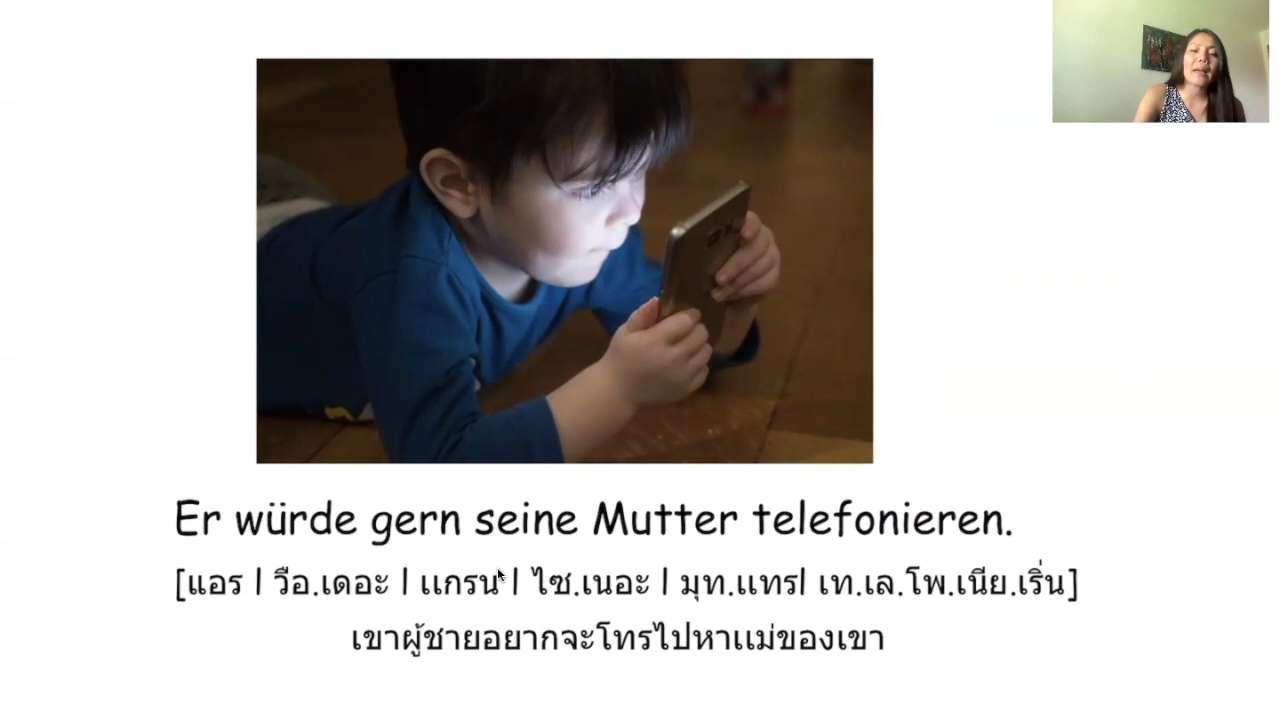 Er würde gern seine Mutter telefonieren.
[แอร | วือ.เดอะ | แกรน | ไซ.เนอะ | มุท.แทร| เท.เล.โพ.เนีย.เริ่น]
เขาผู้ชายอยากจะโทรไปหาแม่ของเขา